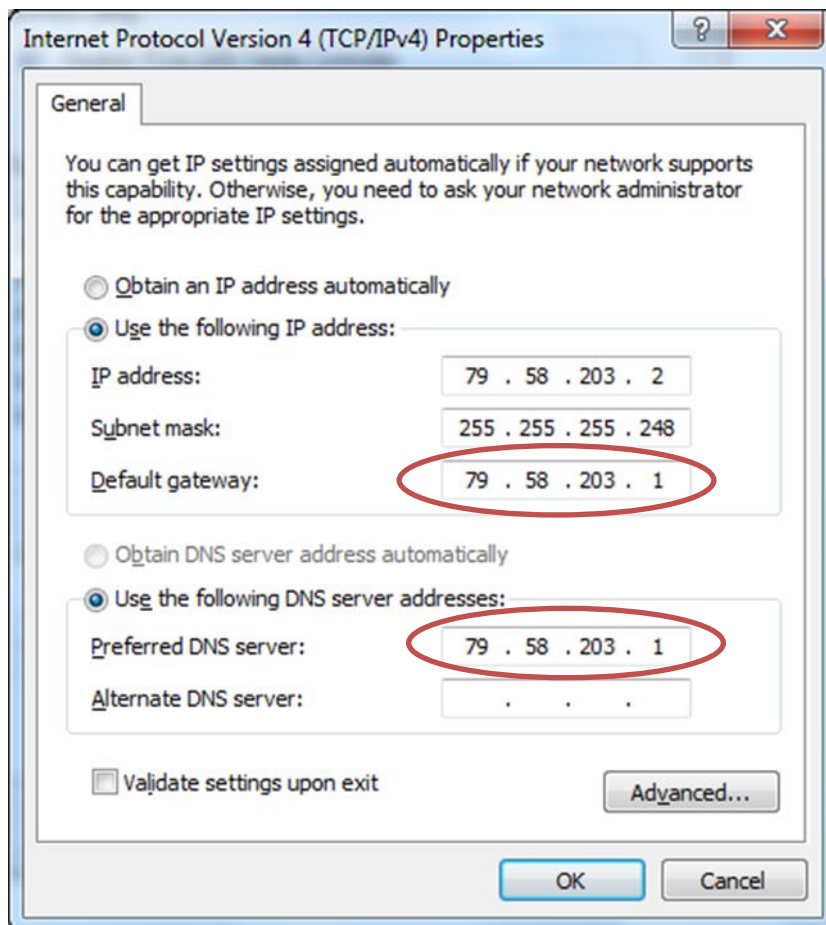 Internet Protocol Version 4 (TCP/IPv4) Properties
General
You can get IP settings assigned automatically if your network supports
this capability. Otherwise, you need to ask your network administrator
for the appropriate IP settings.
Obtain an IP address automatically
Use the following IP address:
IP address: 79 . 58 . 203 . 2
Subnet mask: 255 . 255 . 255 . 248
Default gateway: 79 . 58 . 203 . 1
Obtain DNS server address automatically
Use the following DNS server addresses:
Preferred DNS server: 79 . 58 . 203 . 1
Alternate DNS server: . . .
Validate settings upon exit
Advanced...
OK Cancel